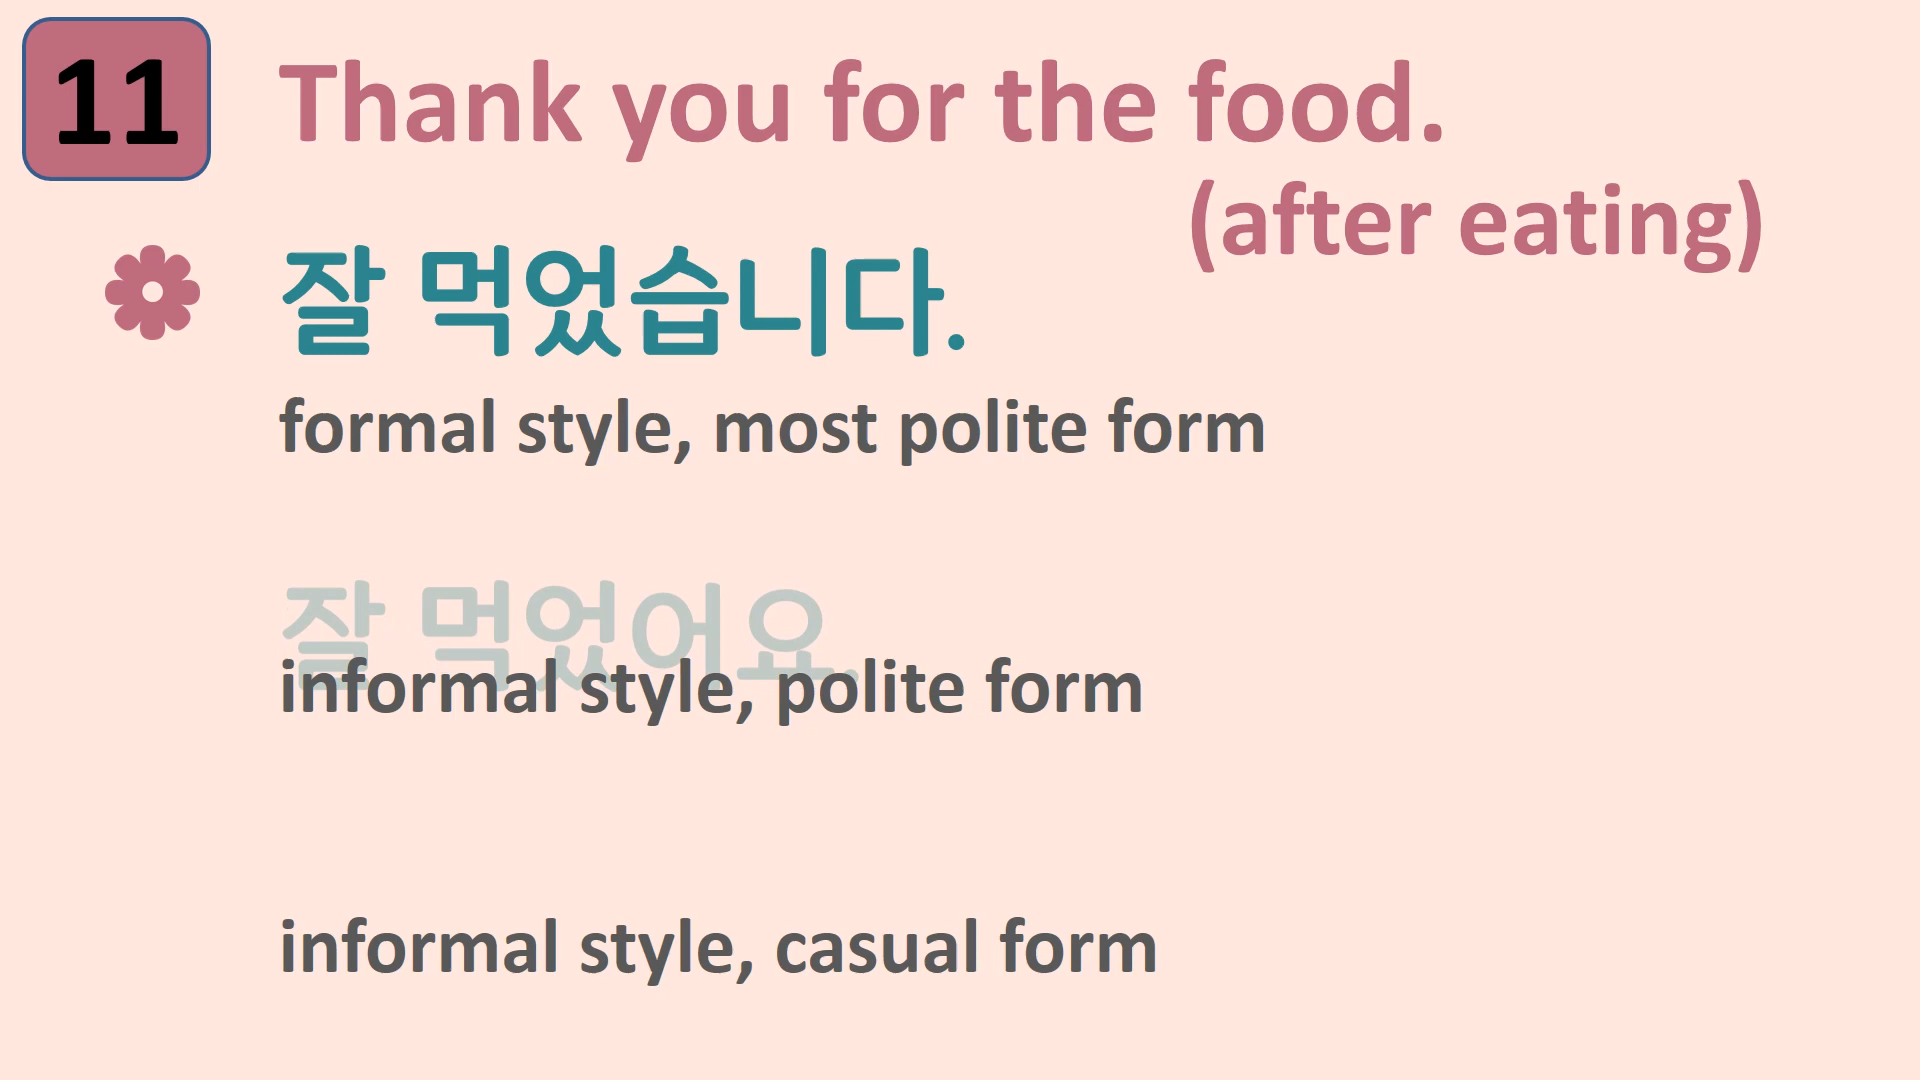 11
Thank you for the food.
(after eating)
잘 먹었습니다.
formal style, most polite form
잘 먹었어요.
informal style, polite form
informal style, casual form